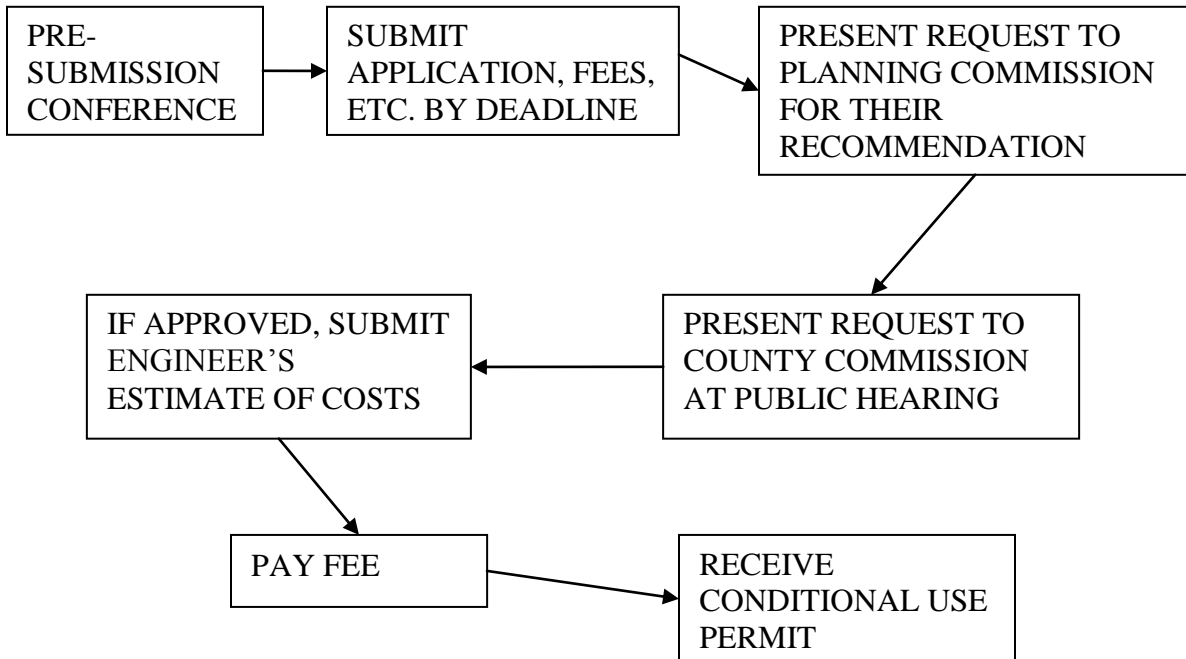 PRE-
SUBMISSION
CONFERENCE
SUBMIT
APPLICATION, FEES,
ETC. BY DEADLINE
PRESENT REQUEST TO
PLANNING COMMISSION
FOR THEIR
RECOMMENDATION
PRESENT REQUEST TO
COUNTY COMMISSION
AT PUBLIC HEARING
IF APPROVED, SUBMIT
ENGINEER’S
ESTIMATE OF COSTS
PAY FEE
RECEIVE
CONDITIONAL USE
PERMIT